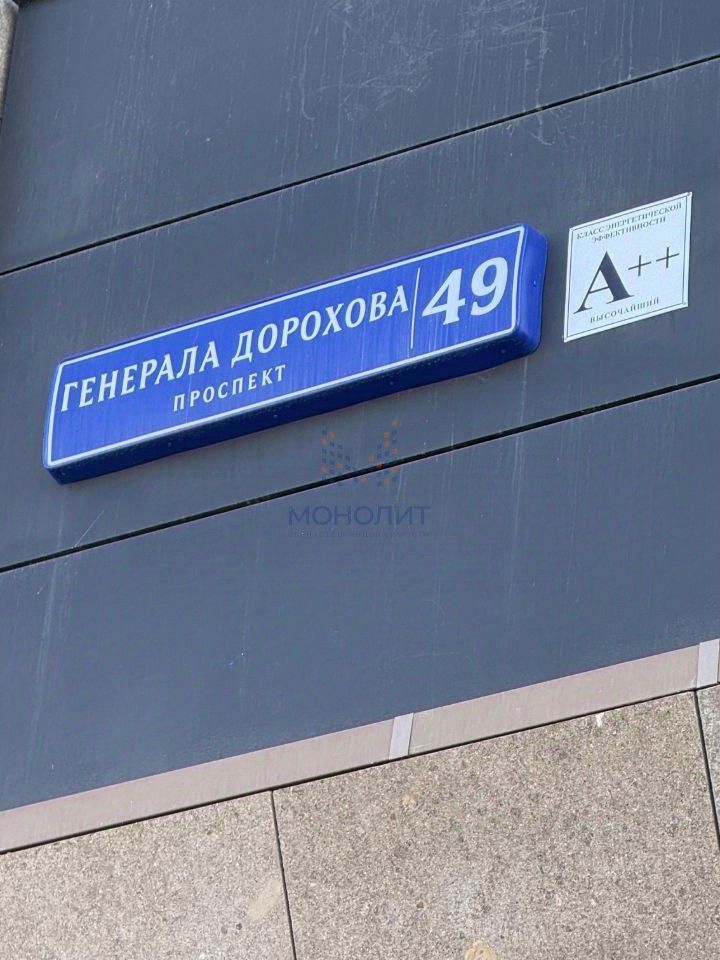 ГЕНЕРАЛА ДОРОХОВА
ПРОСПЕКТ
49
КЛАСС ЭНЕРГЕТИЧЕСКОЙ
ЭФФЕКТИВНОСТИ
A++
ВЫСОЧАЙШИЙ
МОНОЛИТ